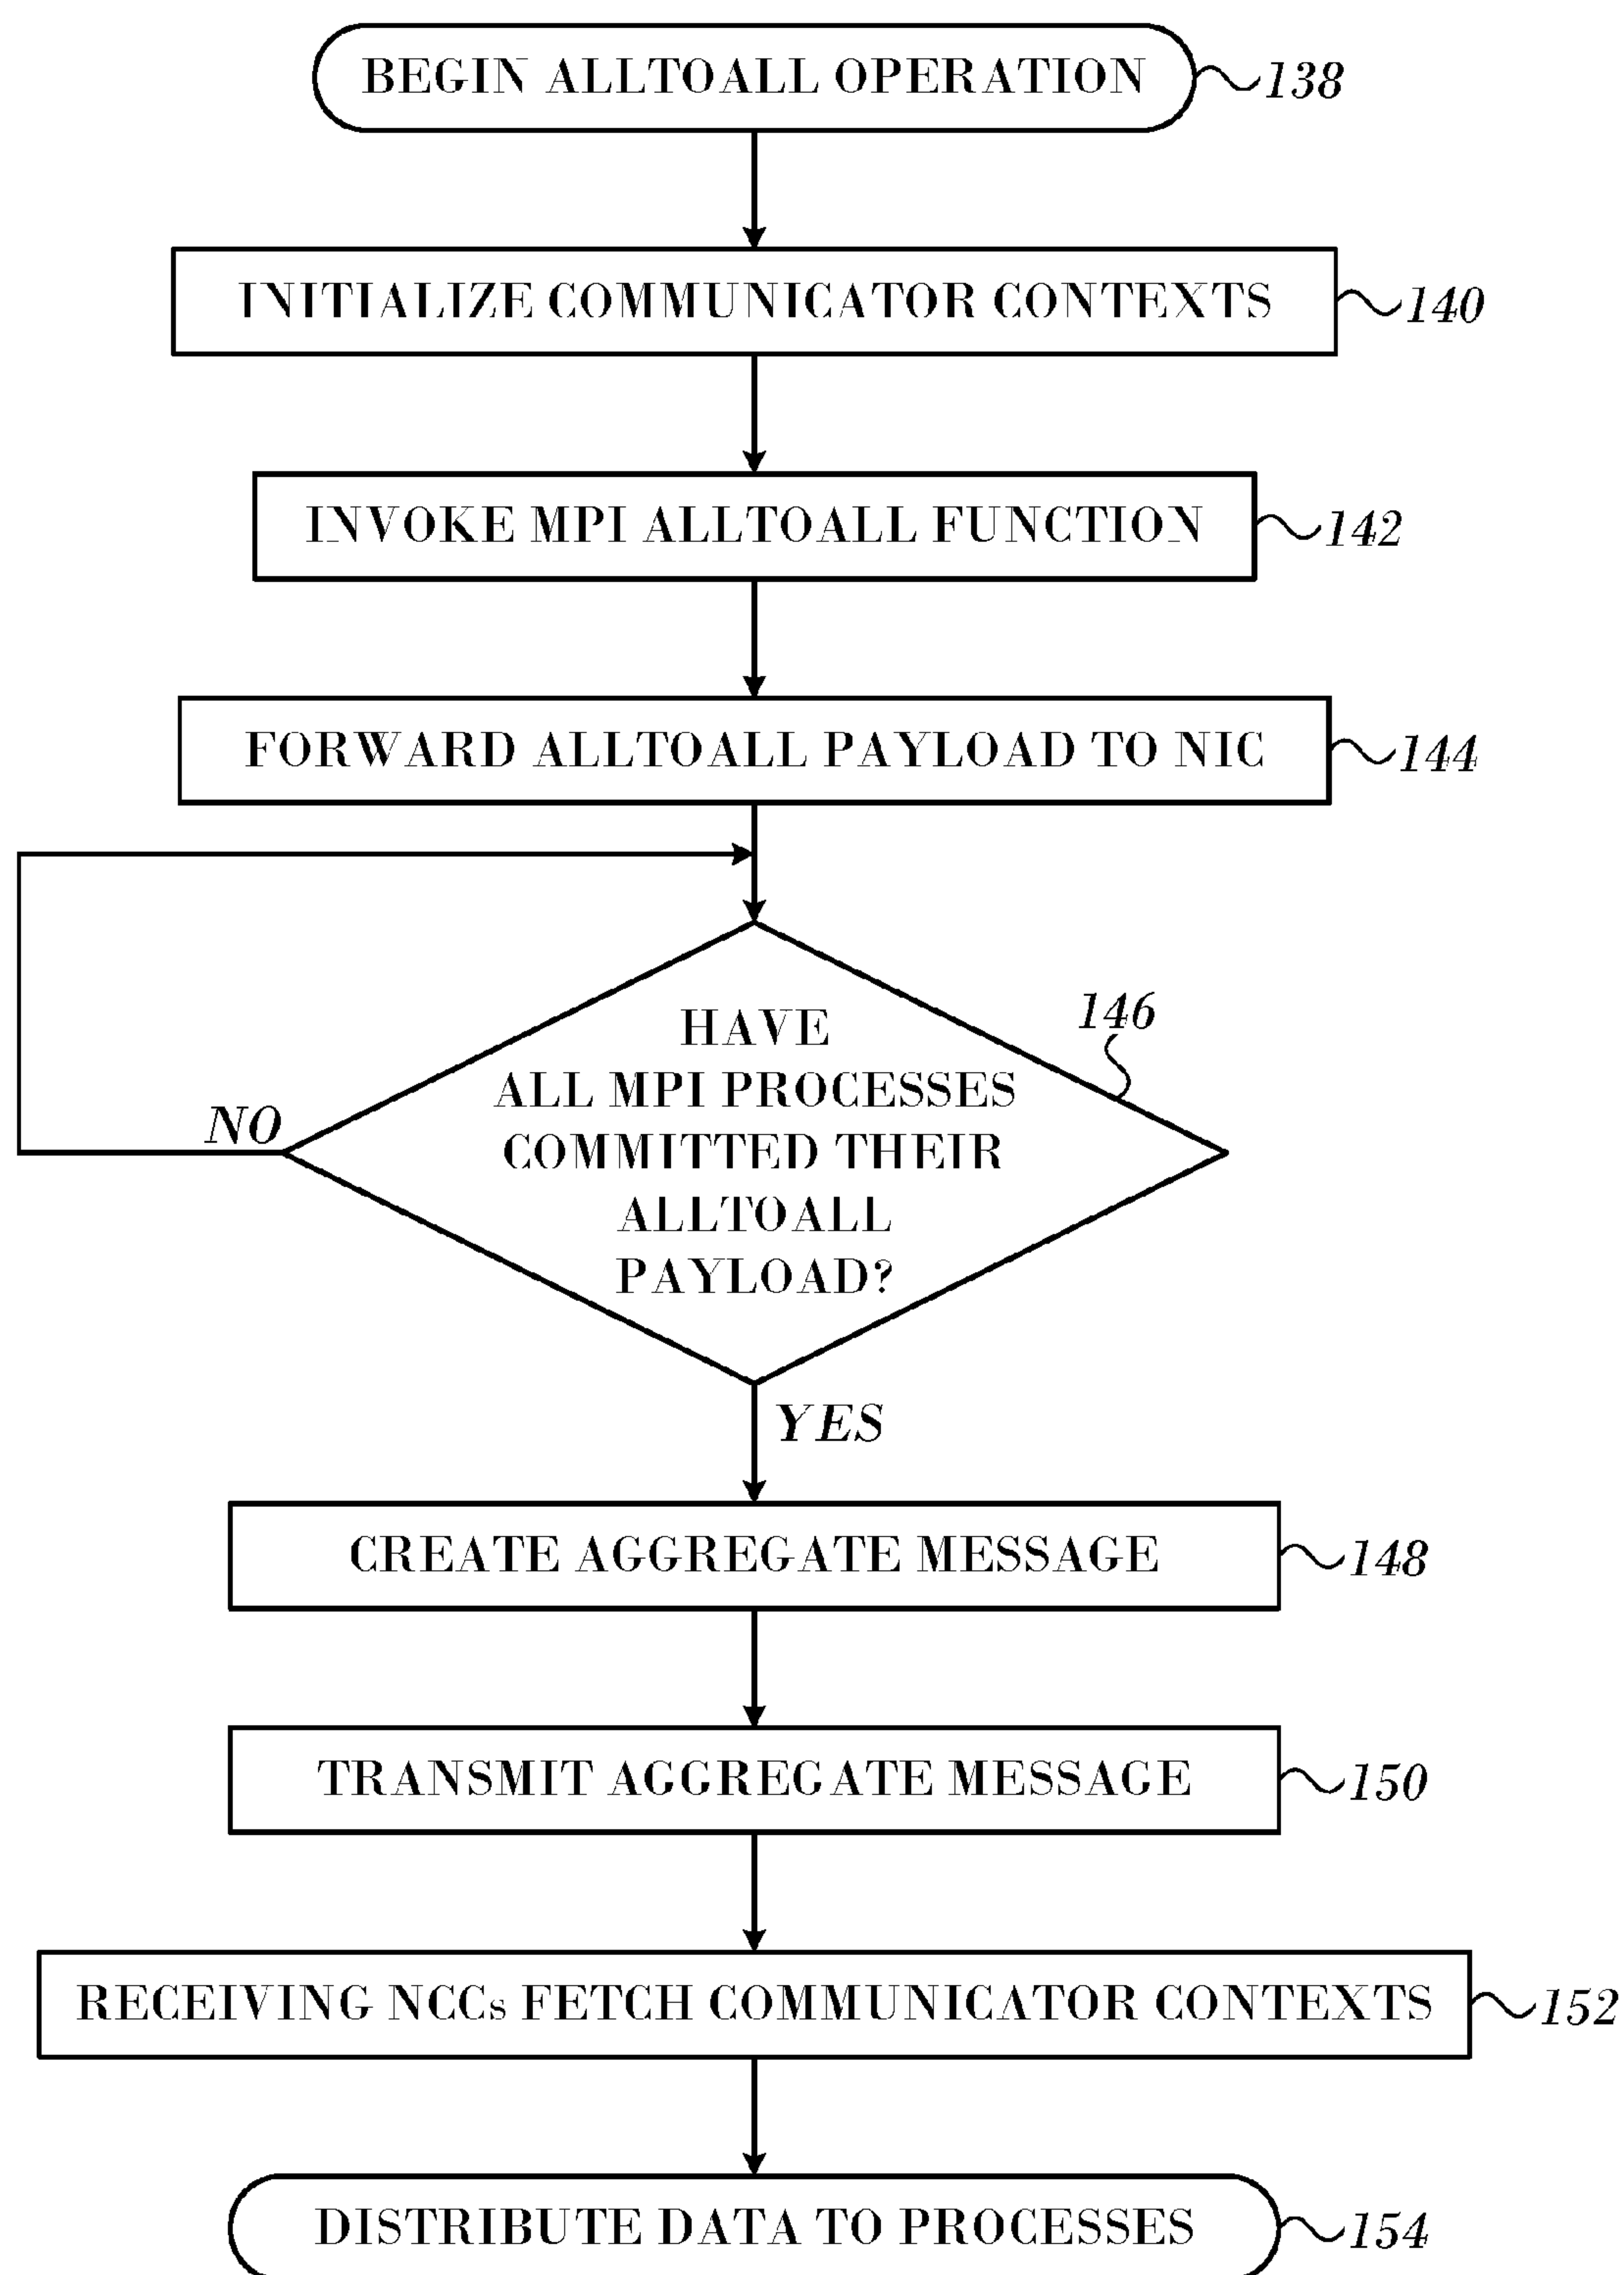 BEGIN ALLTOALL OPERATION
138
INITIALIZE COMMUNICATOR CONTEXTS
140
INVOKE MPI ALLTOALL FUNCTION
142
FORWARD ALLTOALL PAYLOAD TO NIC
144
HAVE
ALL MPI PROCESSES
COMMITTED THEIR
ALLTOALL
PAYLOAD?
146
NO
YES
CREATE AGGREGATE MESSAGE
148
TRANSMIT AGGREGATE MESSAGE
150
RECEIVING NCCs FETCH COMMUNICATOR CONTEXTS
152
DISTRIBUTE DATA TO PROCESSES
154